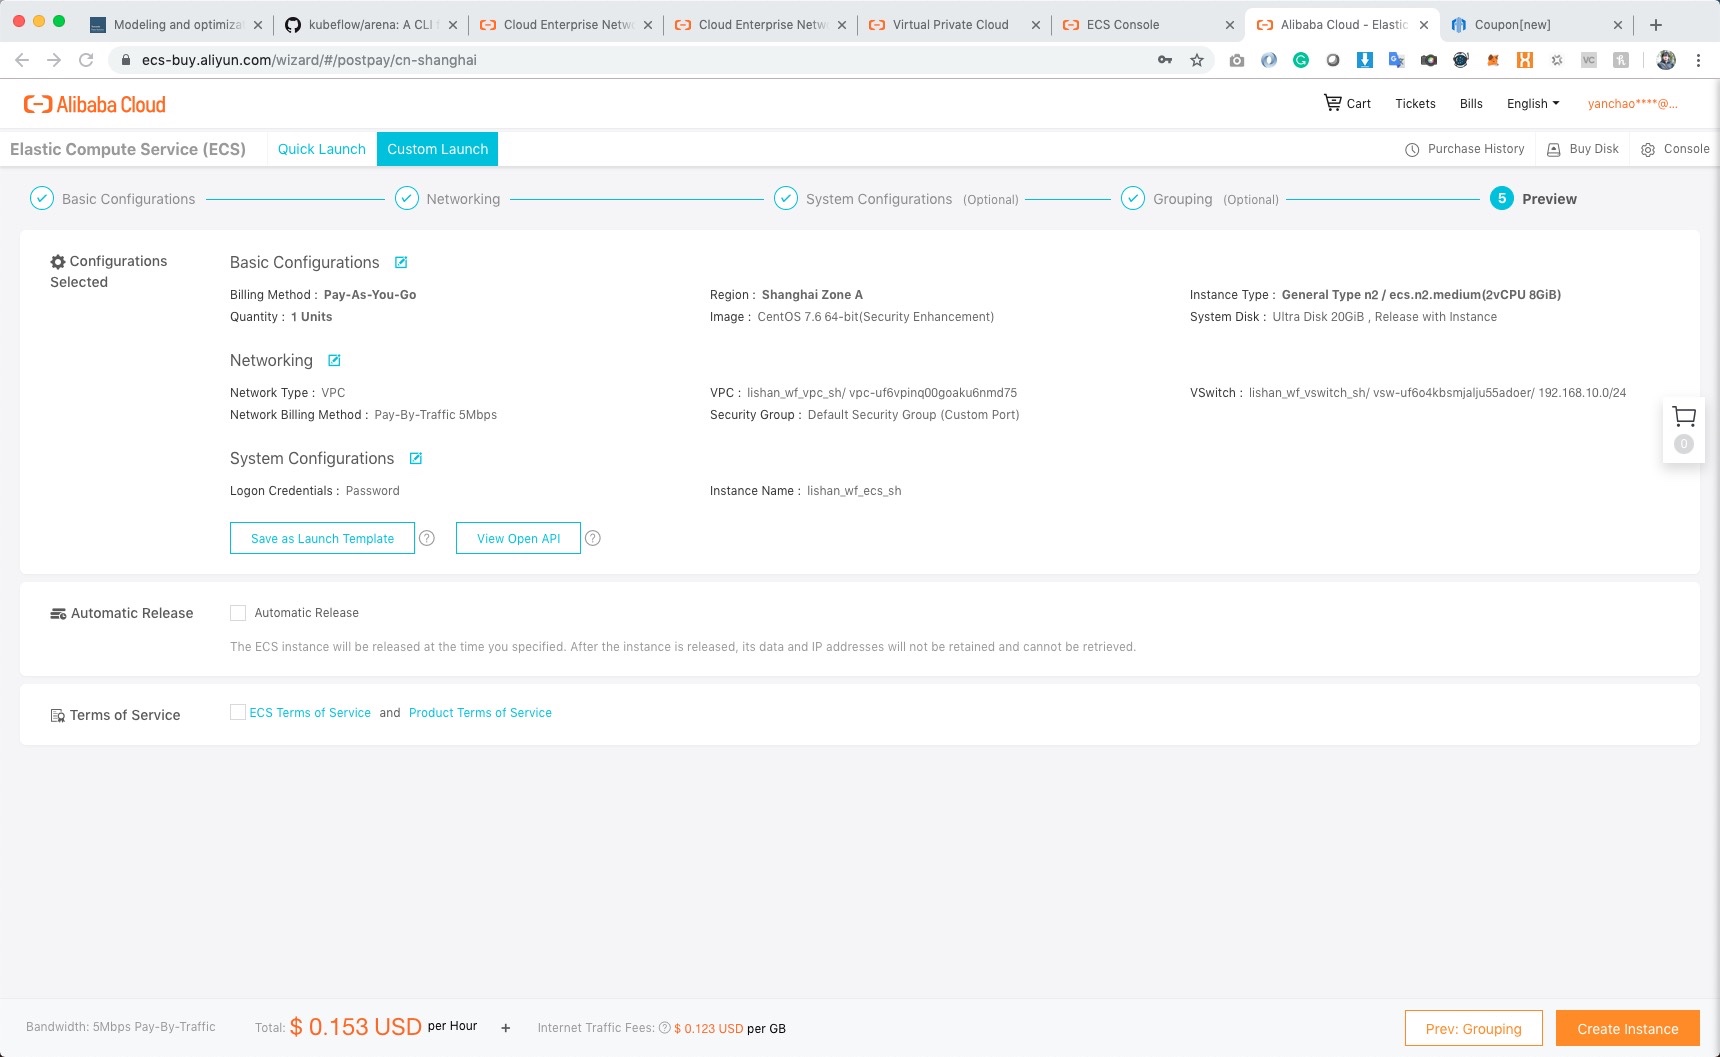 Modeling and optimiza
kubeflow/arena: A CLI
Cloud Enterprise Netw
Cloud Enterprise Netw
Virtual Private Cloud
ECS Console
Alibaba Cloud - Elastic
Coupon[new]
ecs-buy.aliyun.com/wizard/#/postpay/cn-shanghai
VC
Alibaba Cloud
Cart
Tickets
Bills
English
yanchao****@...
Elastic Compute Service (ECS)
Quick Launch
Custom Launch
Purchase History
Buy Disk
Console
Basic Configurations
Networking
System Configurations (Optional)
Grouping (Optional)
5 Preview
Configurations
Selected
Basic Configurations
Billing Method : Pay-As-You-Go
Region : Shanghai Zone A
Instance Type : General Type n2 / ecs.n2.medium(2vCPU 8GiB)
Quantity : 1 Units
Image : CentOS 7.6 64-bit(Security Enhancement)
System Disk : Ultra Disk 20GiB , Release with Instance
Networking
Network Type : VPC
VPC : lishan_wf_vpc_sh/ vpc-uf6vpinq00goaku6nmd75
VSwitch : lishan_wf_vswitch_sh/ vsw-uf6o4kbsmjalju55adoer/ 192.168.10.0/24
Network Billing Method : Pay-By-Traffic 5Mbps
Security Group : Default Security Group (Custom Port)
0
System Configurations
Logon Credentials : Password
Instance Name : lishan_wf_ecs_sh
Save as Launch Template ?
View Open API ?
Automatic Release
Automatic Release
The ECS instance will be released at the time you specified. After the instance is released, its data and IP addresses will not be retained and cannot be retrieved.
Terms of Service
ECS Terms of Service and Product Terms of Service
Bandwidth: 5Mbps Pay-By-Traffic
Total: $ 0.153 USD per Hour +
Internet Traffic Fees: ? $ 0.123 USD per GB
Prev: Grouping
Create Instance